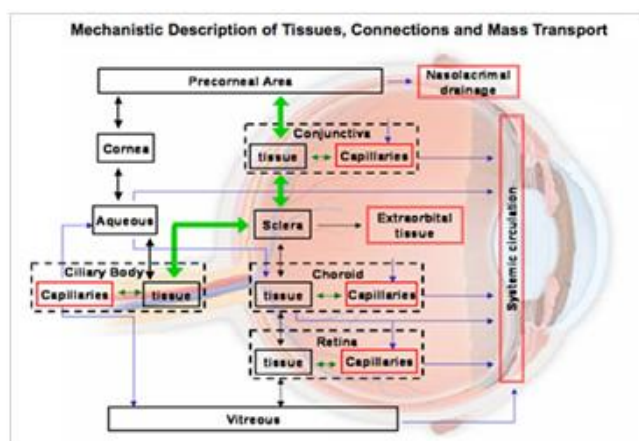 Mechanistic Description of Tissues, Connections and Mass Transport
Precorneal Area
Nasolacrimal
drainage
Conjunctiva
tissue
Capillaries
Cornea
Aqueous
Sclera
Extraorbital
tissue
Ciliary Body
Capillaries
tissue
Choroid
tissue
Capillaries
Retina
tissue
Capillaries
Vitreous
Systemic circulation